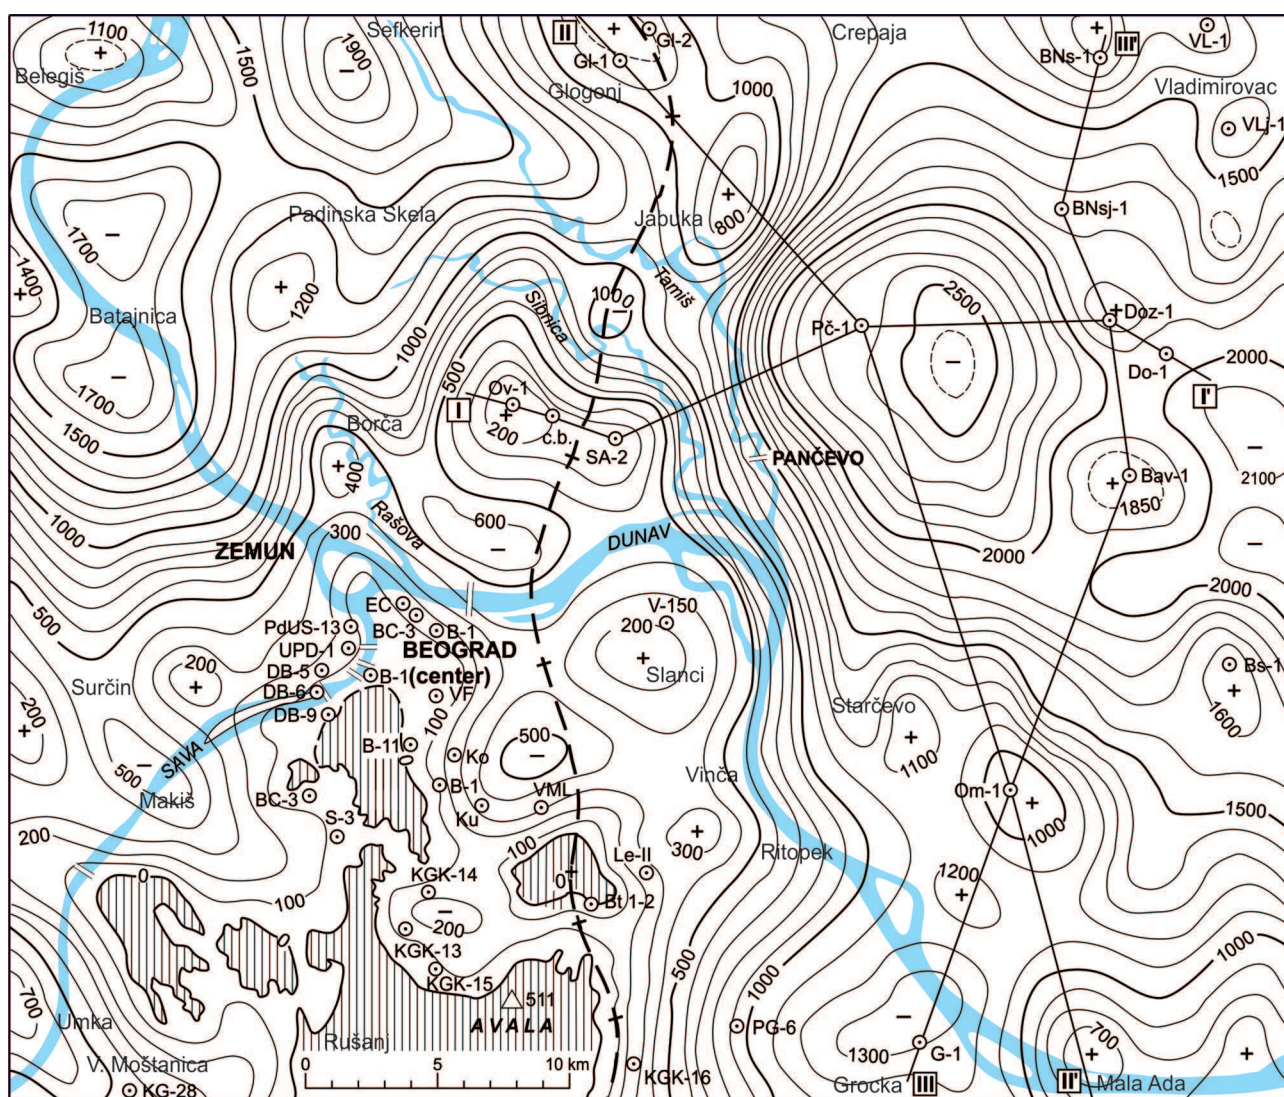 1100
Sefkerin
II
Gl-2
Crepaja
BNs-1
III'
VL-1
Belegiš
1500
1900
Gl-1
Glogonj
1000
Vladimirovac
VLj-1
1500
1700
Padinska Skela
Jabuka
800
BNsj-1
1400
1200
Tamiš
Batajnica
Sibnica
1000
2500
Pč-1
Doz-1
Do-1
2000
I'
1000
500
1700
1500
Ov-1
I
200
č.b.
SA-2
Borča
400
PANČEVO
Bav-1
1850
2100
1000
Rašova
600
ZEMUN
300
DUNAV
2000
2000
500
EC
BC-3
B-1
PdUS-13
UPD-1
BEOGRAD
(center)
V-150
200
Slanci
Bs-1
200
Surčin
DB-5
DB-6
DB-9
B-1
VF
100
Starčevo
1600
200
500
SAVA
Makiš
B-11
0
Ko
500
1100
Vinča
BC-3
B-1
Ku
VML
Om-1
1000
1500
S-3
200
300
Ritopek
100
Le-II
0
Bt 1-2
1200
0
100
0
KGK-14
200
KGK-13
KGK-15
500
1000
1000
700
Umka
511
AVALA
Rušanj
PG-6
1300
G-1
700
V. Moštanica
KG-28
0
5
10 km
KGK-16
Grocka
III
II'
Mala Ada